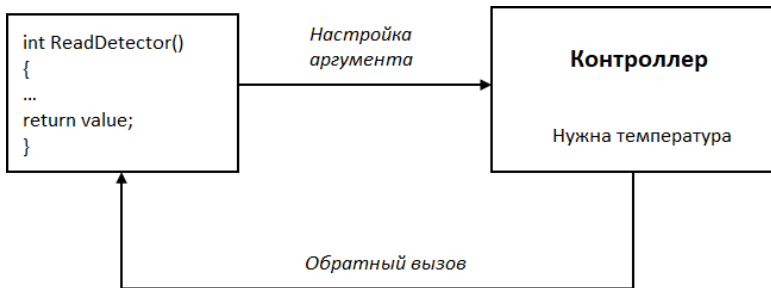 int ReadDetector()
{
...
return value;
}
Настройка
аргумента
Контроллер
Нужна температура
Обратный вызов